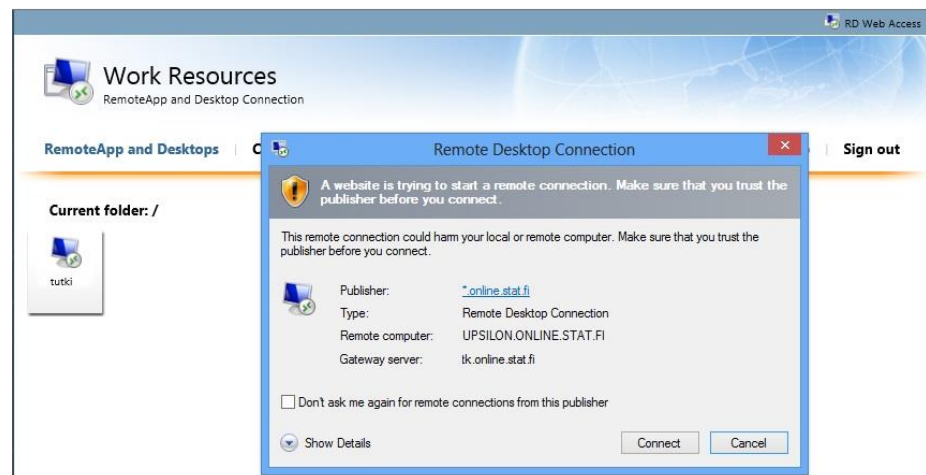 RD Web Access
Work Resources
RemoteApp and Desktop Connection
RemoteApp and Desktops
Sign out
Current folder: /
tutki
Remote Desktop Connection
A website is trying to start a remote connection. Make sure that you trust the
publisher before you connect.
This remote connection could harm your local or remote computer. Make sure that you trust the
publisher before you connect.
Publisher: *.online.stat.fi
Type: Remote Desktop Connection
Remote computer: UPSILON.ONLINE.STAT.FI
Gateway server: tk.online.stat.fi
Don't ask me again for remote connections from this publisher
Show Details Connect Cancel